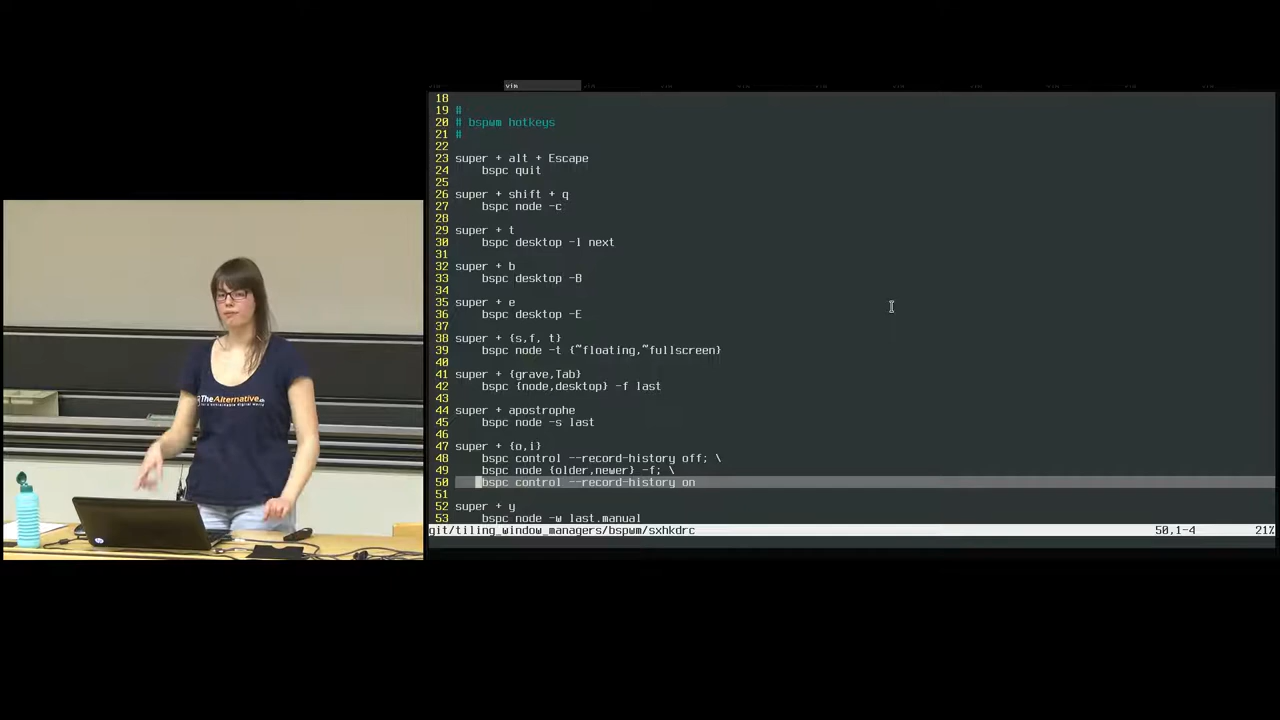 vim
18
19 #
20 # bspwm hotkeys
21 #
22
23 super + alt + Escape
24     bspc quit
25
26 super + shift + q
27     bspc node -c
28
29 super + t
30     bspc desktop -l next
31
32 super + b
33     bspc desktop -B
34
35 super + e
36     bspc desktop -E
37
38 super + {s,f, t}
39     bspc node -t {~floating,~fullscreen}
40
41 super + {grave,Tab}
42     bspc {node,desktop} -f last
43
44 super + apostrophe
45     bspc node -s last
46
47 super + {o,i}
48     bspc control --record-history off; \
49     bspc node {older,newer} -f; \
50     bspc control --record-history on
51
52 super + y
53     bspc node -w last.manual
git/tiling_window_managers/bspwm/sxhkdrc 50,1-4 21%
TheAlternative